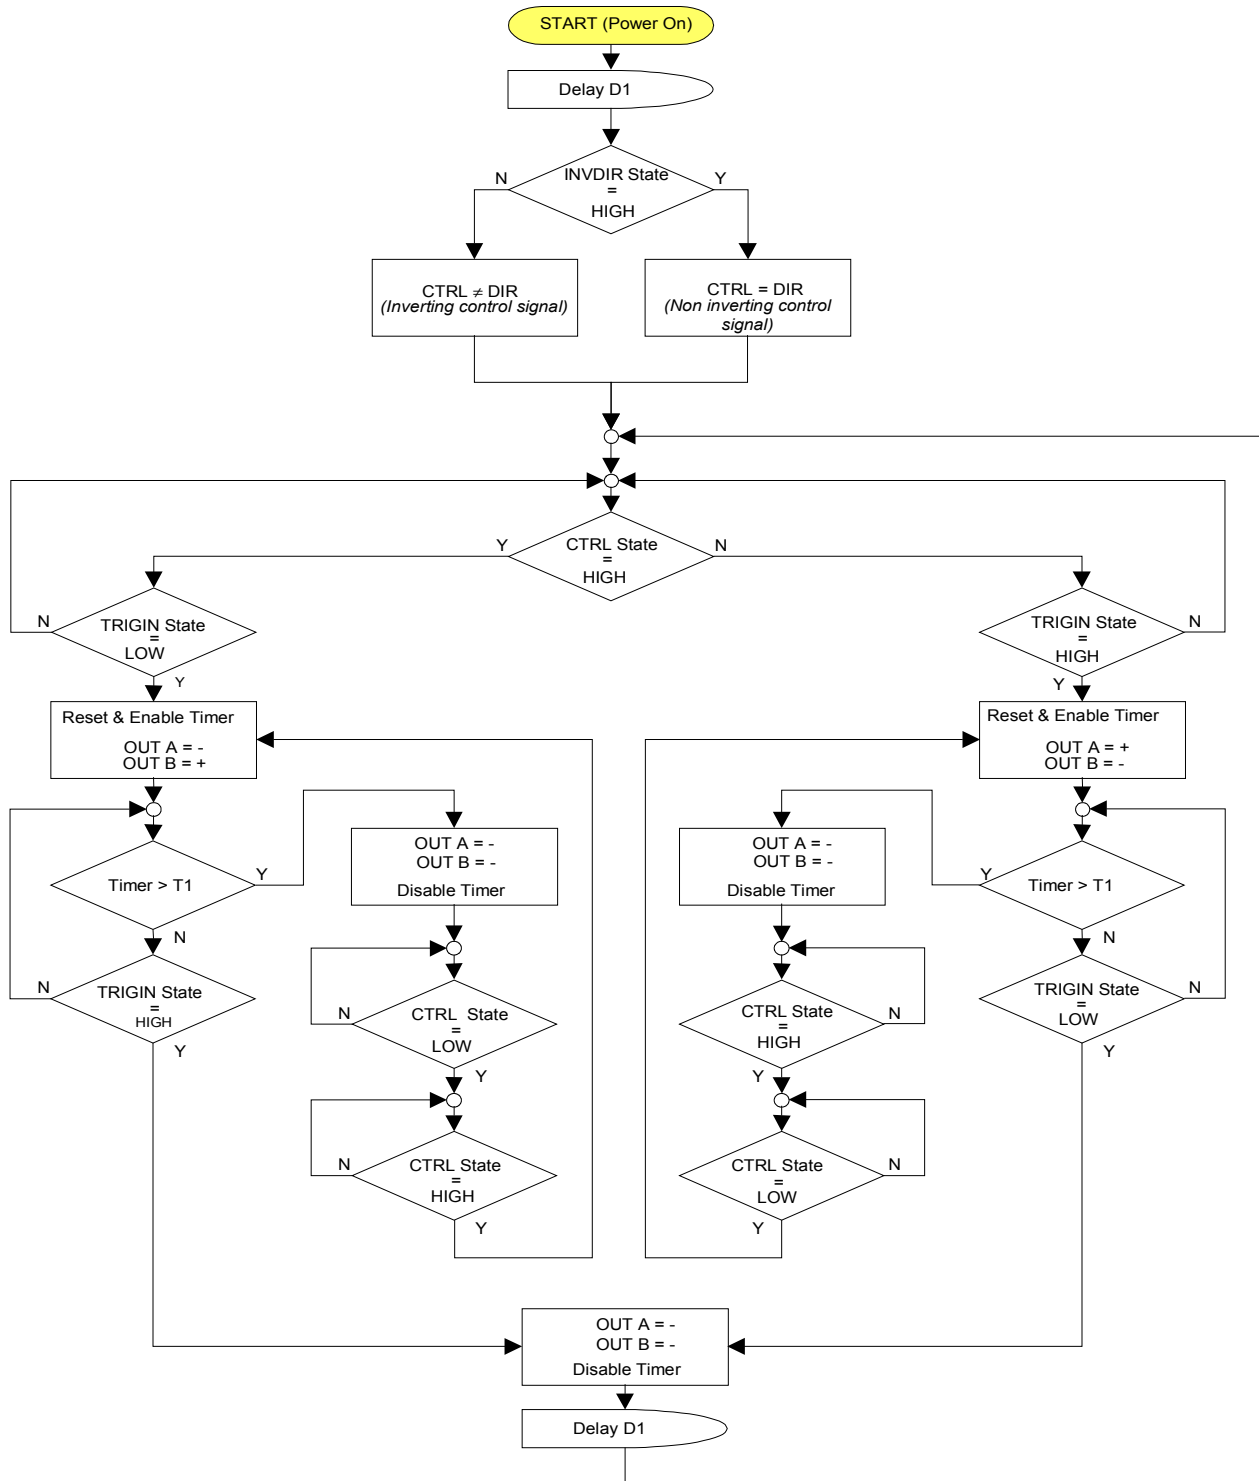 START (Power On)
Delay D1
INVDIR State
=
HIGH
N
Y
CTRL ≠ DIR
(Inverting control signal)
CTRL = DIR
(Non inverting control
signal)
CTRL State
=
HIGH
Y
N
TRIGIN State
=
LOW
N
Y
TRIGIN State
=
HIGH
N
Y
Reset & Enable Timer
OUT A = -
OUT B = +
Reset & Enable Timer
OUT A = +
OUT B = -
Timer > T1
Y
N
OUT A = -
OUT B = -
Disable Timer
OUT A = -
OUT B = -
Disable Timer
Timer > T1
Y
N
TRIGIN State
=
HIGH
N
Y
CTRL State
=
LOW
N
Y
CTRL State
=
HIGH
N
Y
TRIGIN State
=
LOW
N
Y
CTRL State
=
HIGH
N
Y
CTRL State
=
LOW
N
Y
OUT A = -
OUT B = -
Disable Timer
Delay D1